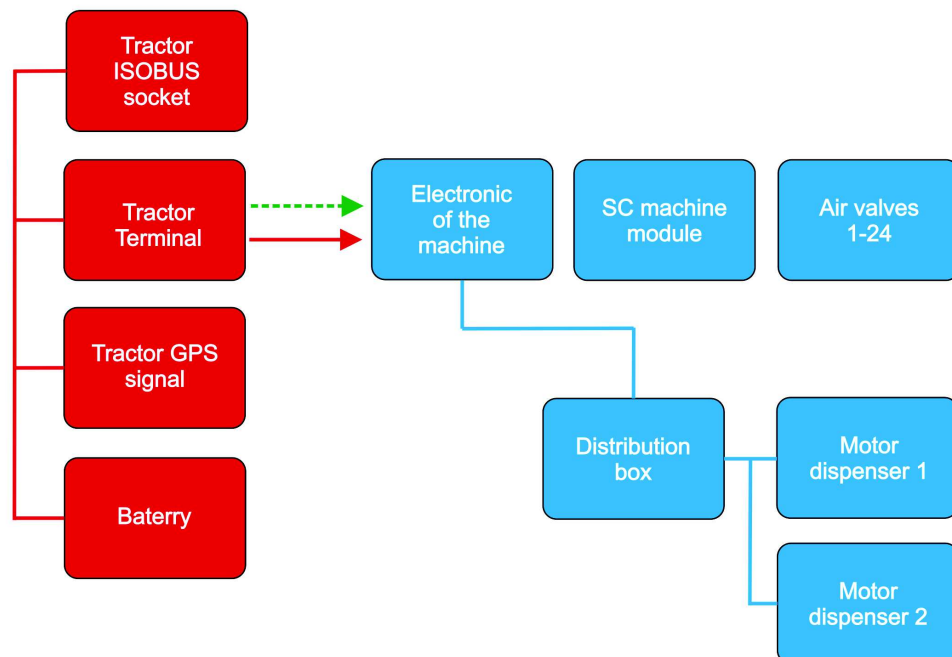 Tractor
ISOBUS
socket
Tractor
Terminal
Electronic
of the
machine
SC machine
module
Air valves
1-24
Tractor GPS
signal
Distribution
box
Motor
dispenser 1
Baterry
Motor
dispenser 2